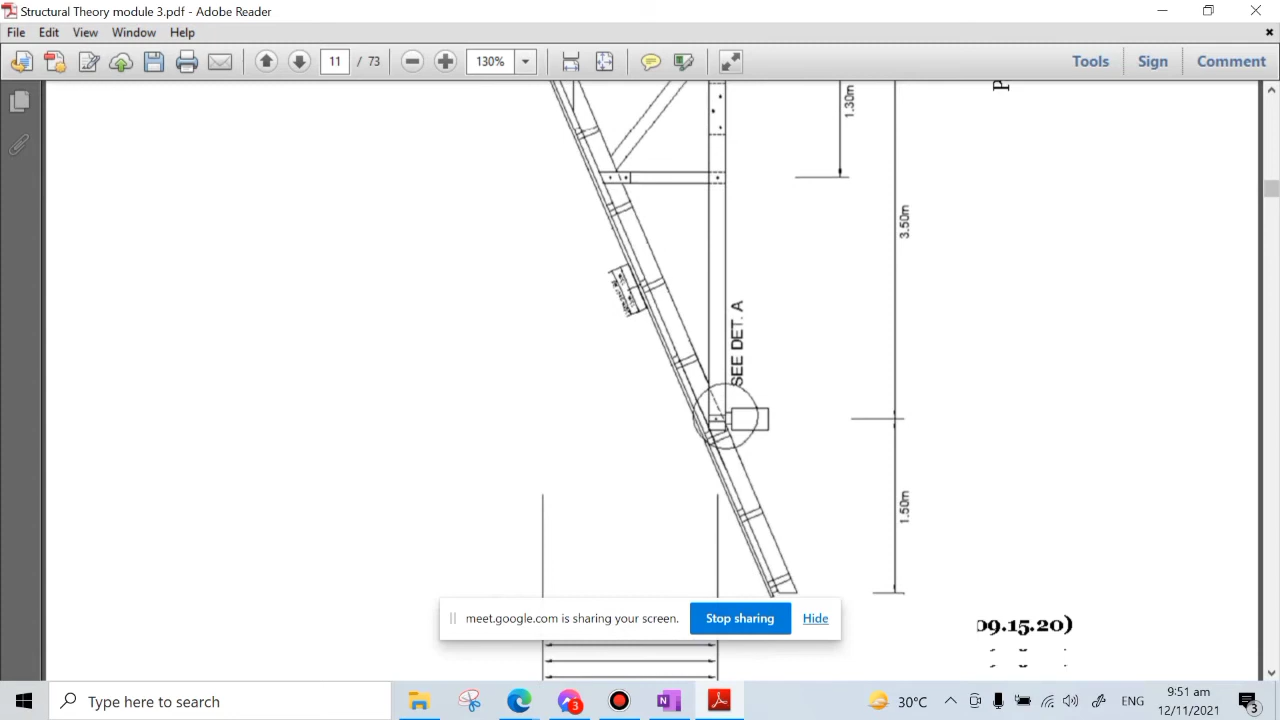 Structural Theory module 3.pdf - Adobe Reader
File Edit View Window Help
11 / 73 130% Tools Sign Comment
1.30m
P
3.50m
SEE DET. A
1.50m
meet.google.com is sharing your screen. Stop sharing Hide
09.15.20)
Type here to search
3
30°C ENG 9:51 am
12/11/2021
3